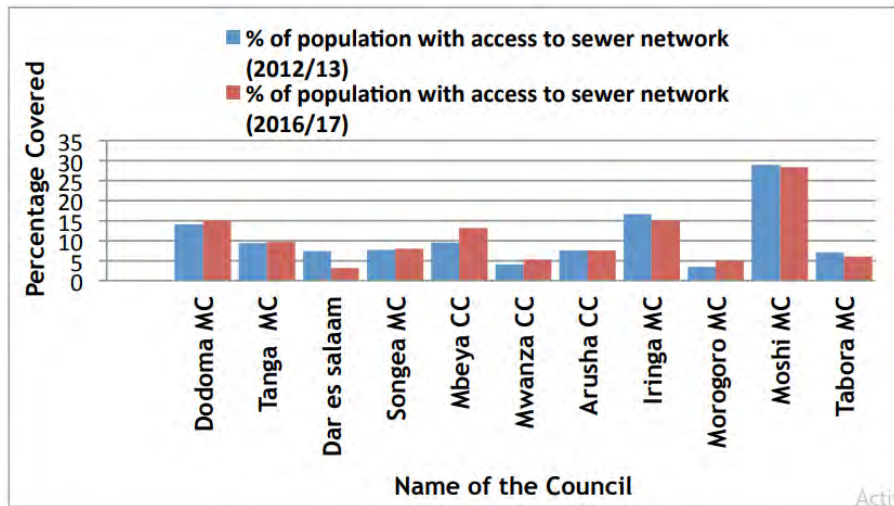 % of population with access to sewer network
(2012/13)
% of population with access to sewer network
(2016/17)
Percentage Covered
35
30
25
20
15
10
5
0
Dodoma MC
Tanga MC
Dar es salaam
Songea MC
Mbeya CC
Mwanza CC
Arusha CC
Iringa MC
Morogoro MC
Moshi MC
Tabora MC
Name of the Council
Activ